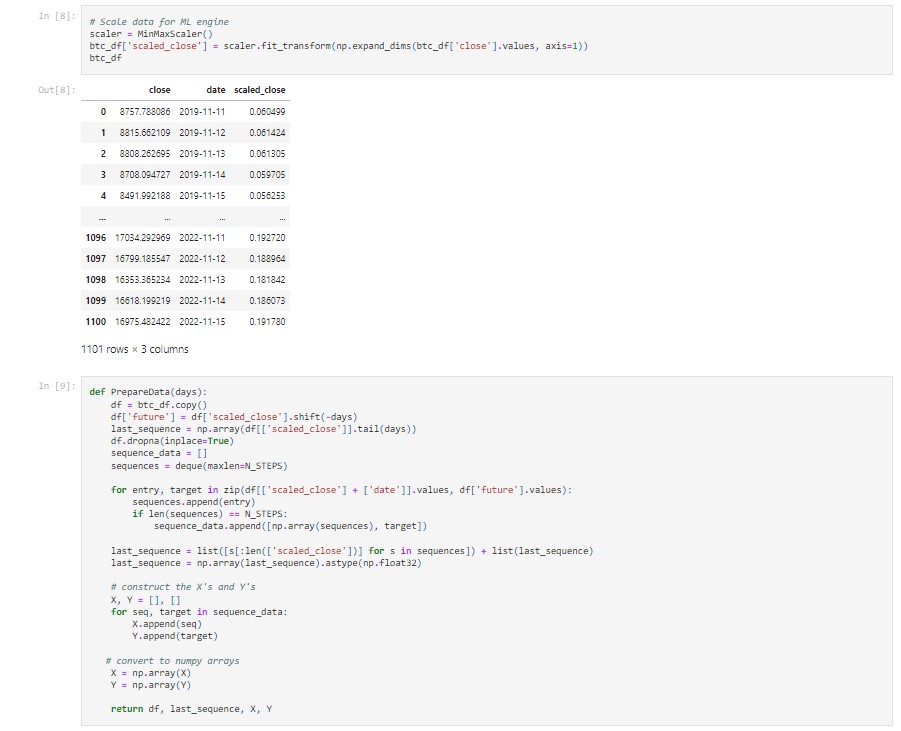 In [8]:
# Scale data for ML engine
scaler = MinMaxScaler()
btc_df['scaled_close'] = scaler.fit_transform(np.expand_dims(btc_df['close'].values, axis=1))
btc_df
Out[8]:
close date scaled_close
0 8757.788086 2019-11-11 0.060499
1 8815.662109 2019-11-12 0.061424
2 8808.262695 2019-11-13 0.061305
3 8708.094727 2019-11-14 0.059705
4 8491.992188 2019-11-15 0.056253
... ... ... ...
1096 17034.292969 2022-11-11 0.192720
1097 16799.185547 2022-11-12 0.188964
1098 16353.365234 2022-11-13 0.181842
1099 16618.199219 2022-11-14 0.186073
1100 16975.482422 2022-11-15 0.191780
1101 rows × 3 columns
In [9]:
def PrepareData(days):
    df = btc_df.copy()
    df['future'] = df['scaled_close'].shift(-days)
    last_sequence = np.array(df[['scaled_close']].tail(days))
    df.dropna(inplace=True)
    sequence_data = []
    sequences = deque(maxlen=N_STEPS)
    for entry, target in zip(df[['scaled_close'] + ['date']].values, df['future'].values):
        sequences.append(entry)
        if len(sequences) == N_STEPS:
            sequence_data.append([np.array(sequences), target])
    last_sequence = list([s[:len(['scaled_close'])] for s in sequences]) + list(last_sequence)
    last_sequence = np.array(last_sequence).astype(np.float32)
    # construct the X's and Y's
    X, Y = [], []
    for seq, target in sequence_data:
        X.append(seq)
        Y.append(target)
   # convert to numpy arrays
    X = np.array(X)
    Y = np.array(Y)
    return df, last_sequence, X, Y